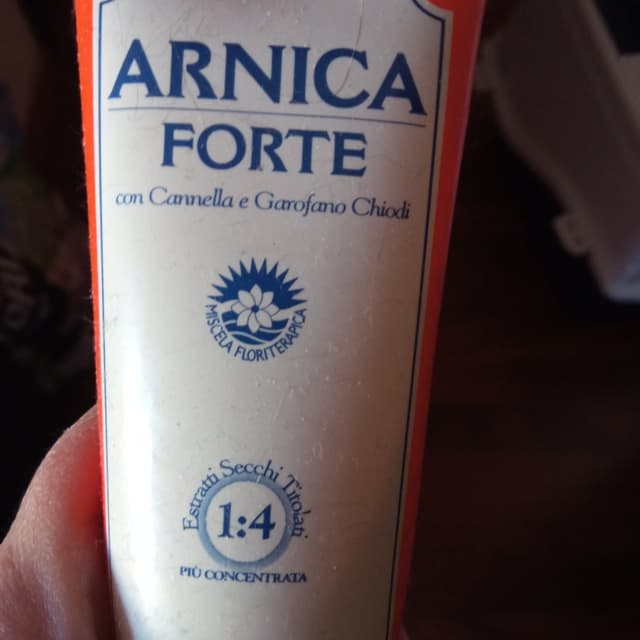 ARNICA
FORTE
con Cannella e Garofano Chiodi
MISCELA FLORITERAPICA
Estratti Secchi Titolati
1:4
PIÙ CONCENTRATA